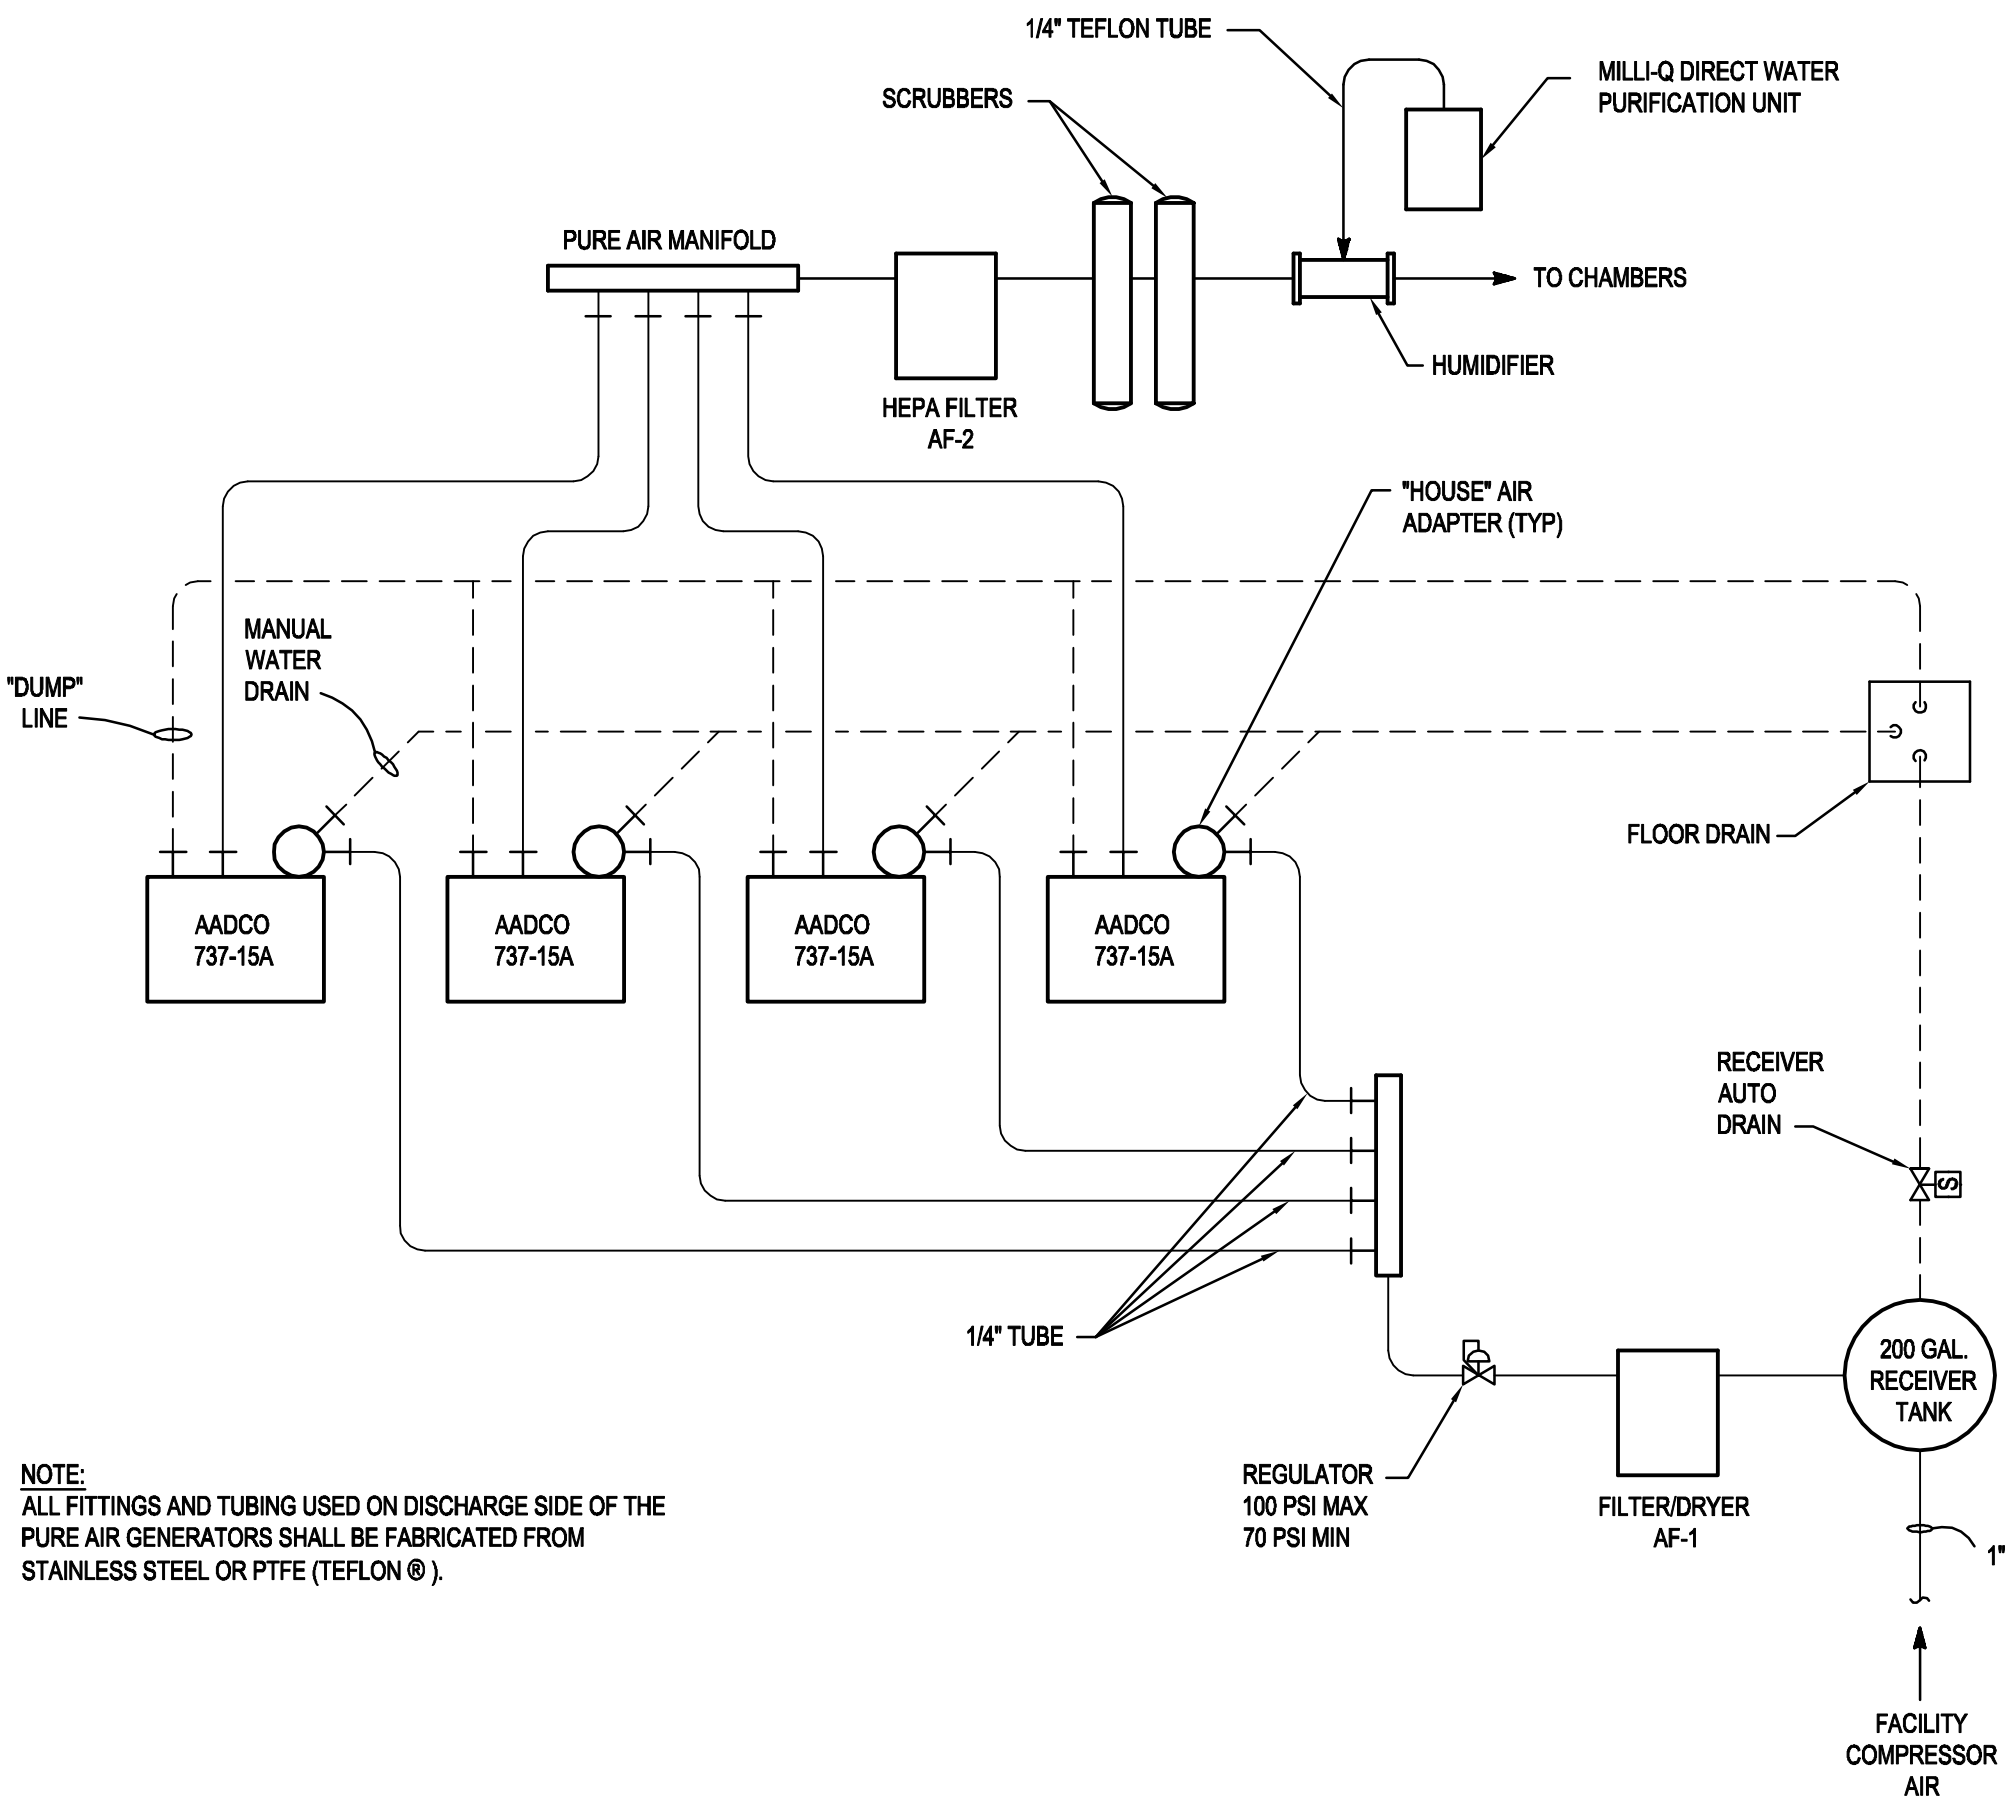 1/4" TEFLON TUBE
MILLI-Q DIRECT WATER
PURIFICATION UNIT
SCRUBBERS
PURE AIR MANIFOLD
TO CHAMBERS
HUMIDIFIER
HEPA FILTER
AF-2
"HOUSE" AIR
ADAPTER (TYP)
MANUAL
WATER
DRAIN
"DUMP"
LINE
FLOOR DRAIN
AADCO
737-15A
AADCO
737-15A
AADCO
737-15A
AADCO
737-15A
RECEIVER
AUTO
DRAIN
S
1/4" TUBE
200 GAL.
RECEIVER
TANK
REGULATOR
100 PSI MAX
70 PSI MIN
FILTER/DRYER
AF-1
1"
NOTE:
ALL FITTINGS AND TUBING USED ON DISCHARGE SIDE OF THE
PURE AIR GENERATORS SHALL BE FABRICATED FROM
STAINLESS STEEL OR PTFE (TEFLON ® ).
FACILITY
COMPRESSOR
AIR